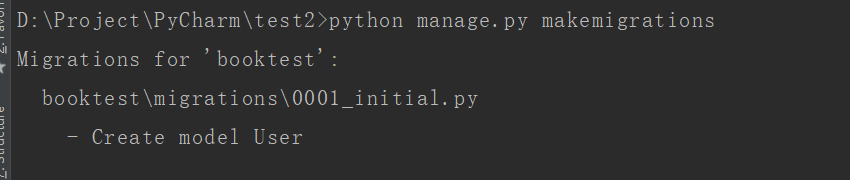 D:\Project\PyCharm\test2>python manage.py makemigrations
Migrations for 'booktest':
booktest\migrations\0001_initial.py
- Create model User